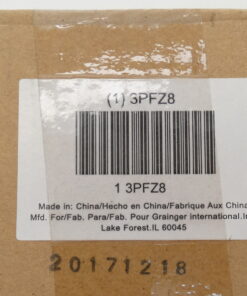 (1) 3PFZ8
1 3PFZ8
Made in: China/Hecho en China/Fabrique Aux China
Mfd. For/Fab. Para/Fab. Pour Grainger international.In
Lake Forest.IL 60045
20171218